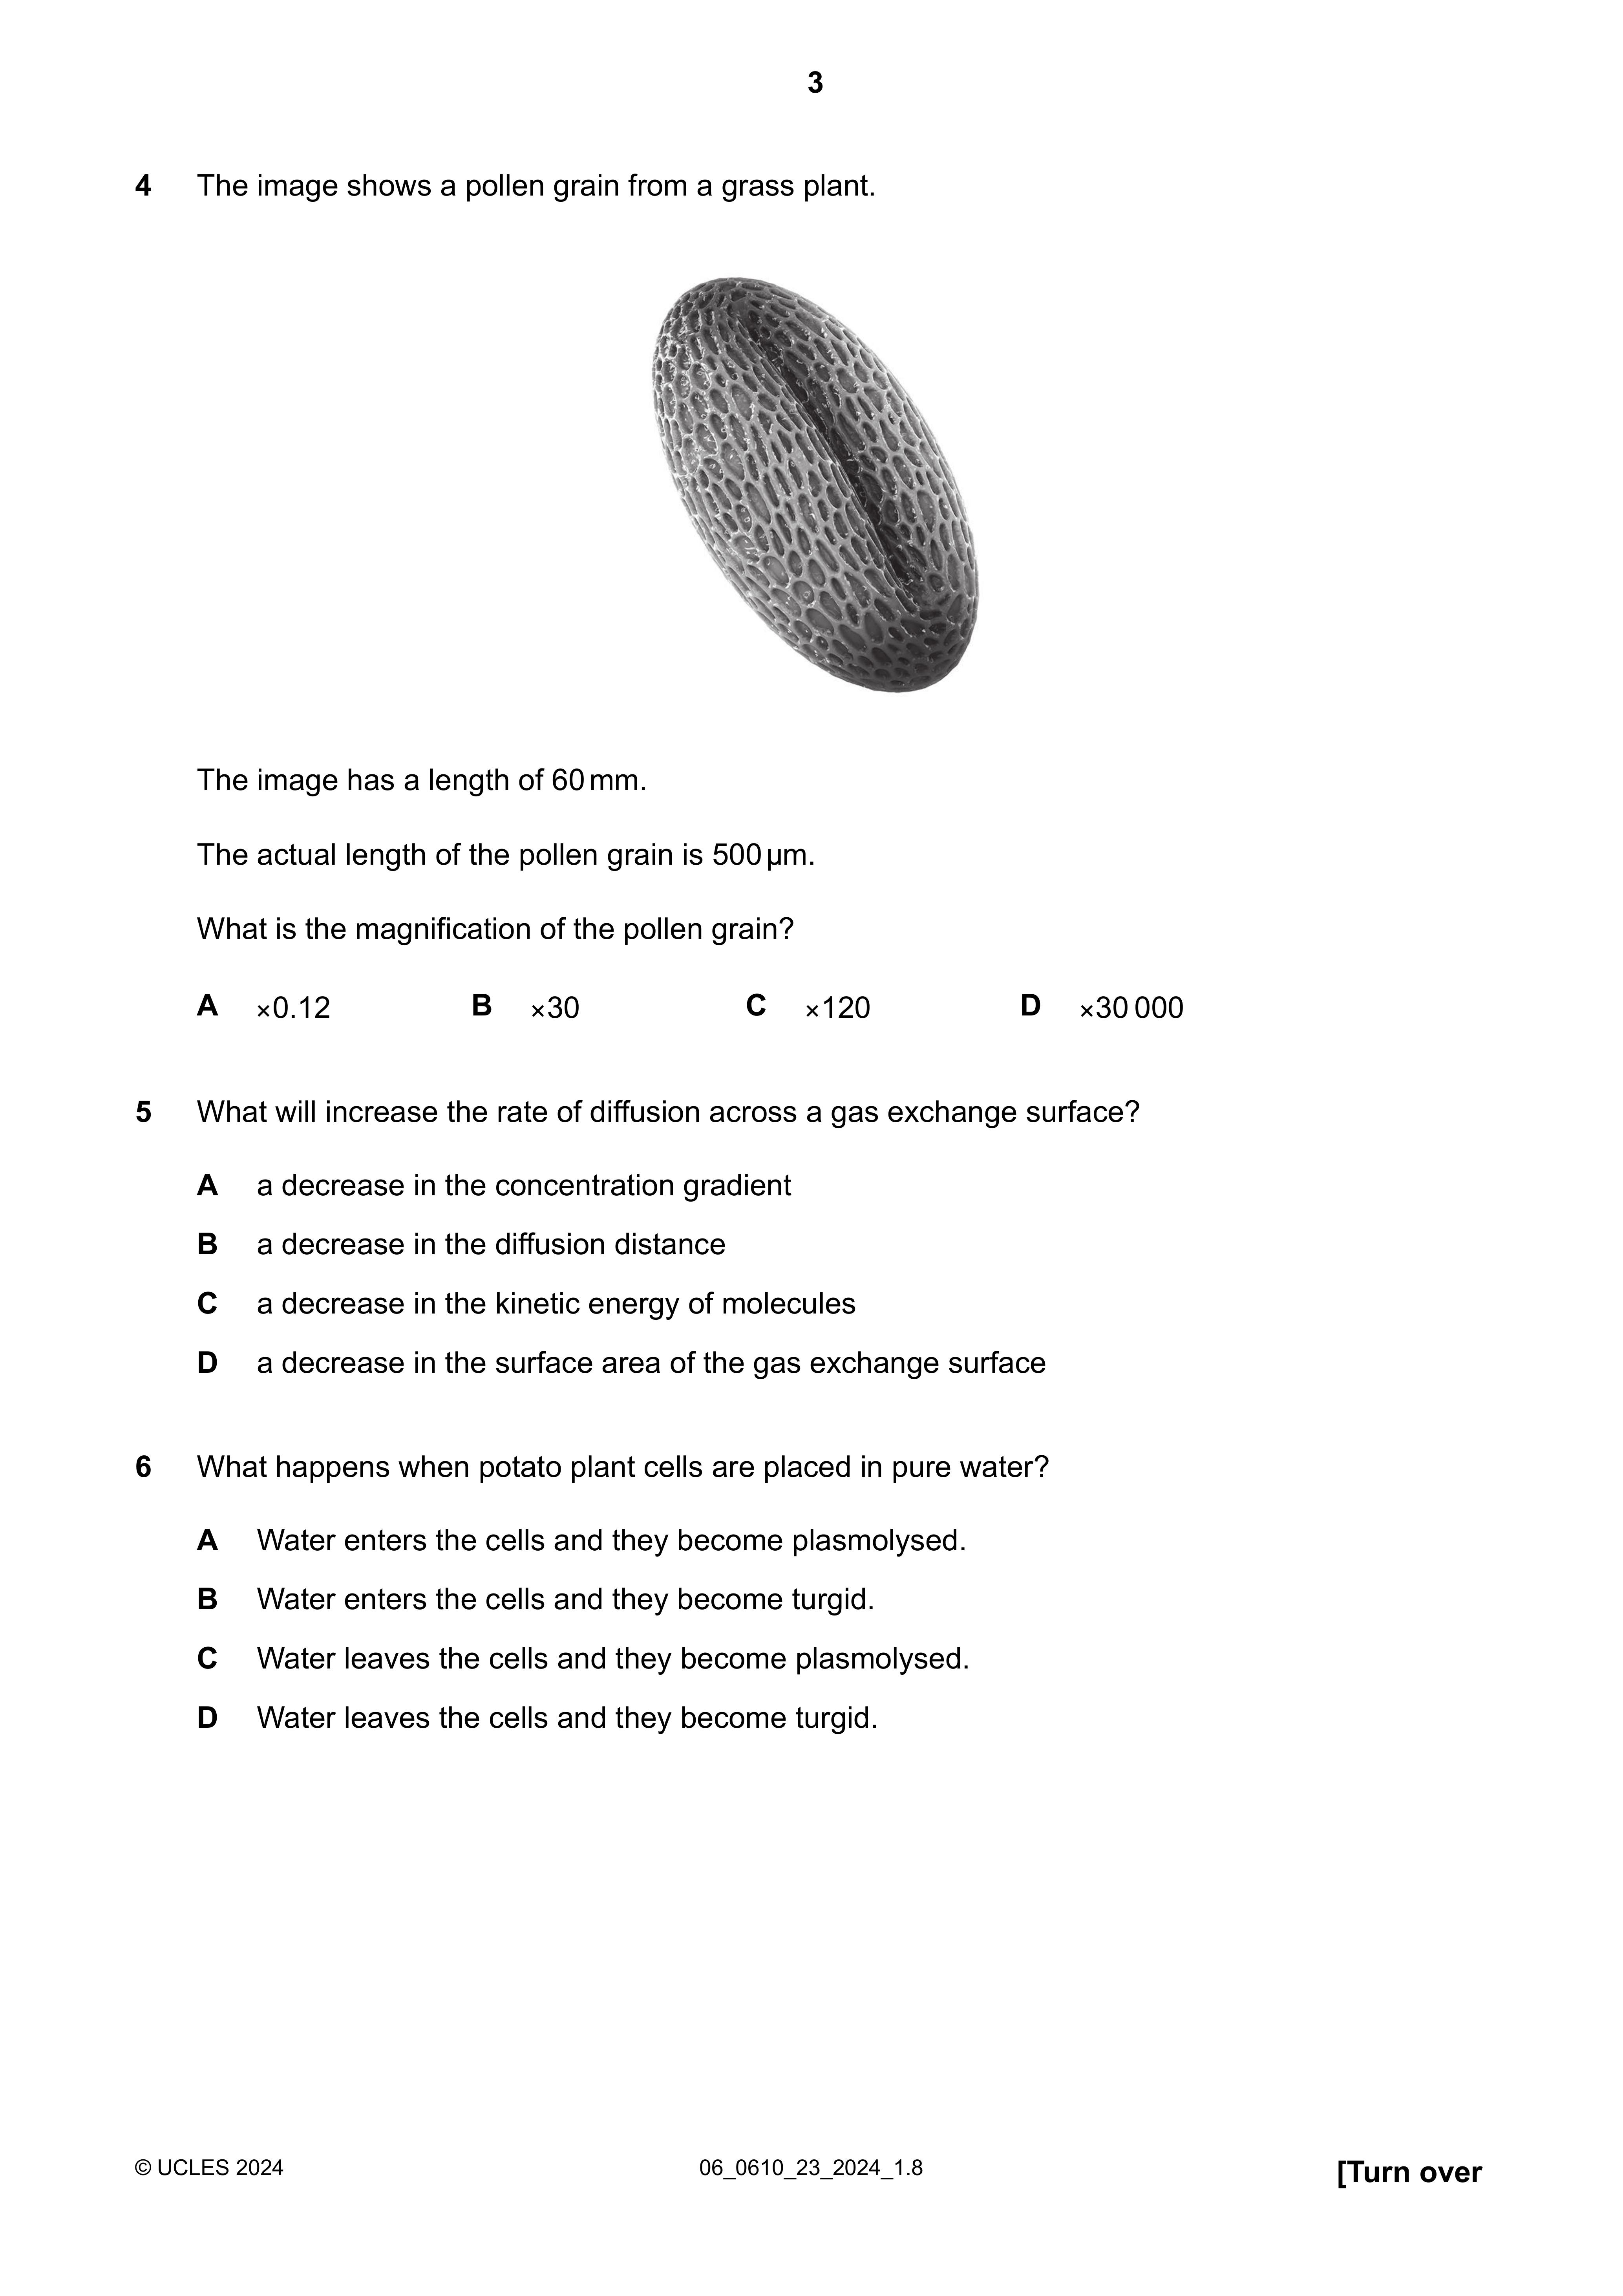 3
4 The image shows a pollen grain from a grass plant.
The image has a length of 60 mm.
The actual length of the pollen grain is 500 µm.
What is the magnification of the pollen grain?
A ×0.12 B ×30 C ×120 D ×30 000
5 What will increase the rate of diffusion across a gas exchange surface?
A a decrease in the concentration gradient
B a decrease in the diffusion distance
C a decrease in the kinetic energy of molecules
D a decrease in the surface area of the gas exchange surface
6 What happens when potato plant cells are placed in pure water?
A Water enters the cells and they become plasmolysed.
B Water enters the cells and they become turgid.
C Water leaves the cells and they become plasmolysed.
D Water leaves the cells and they become turgid.
© UCLES 2024 06_0610_23_2024_1.8 [Turn over